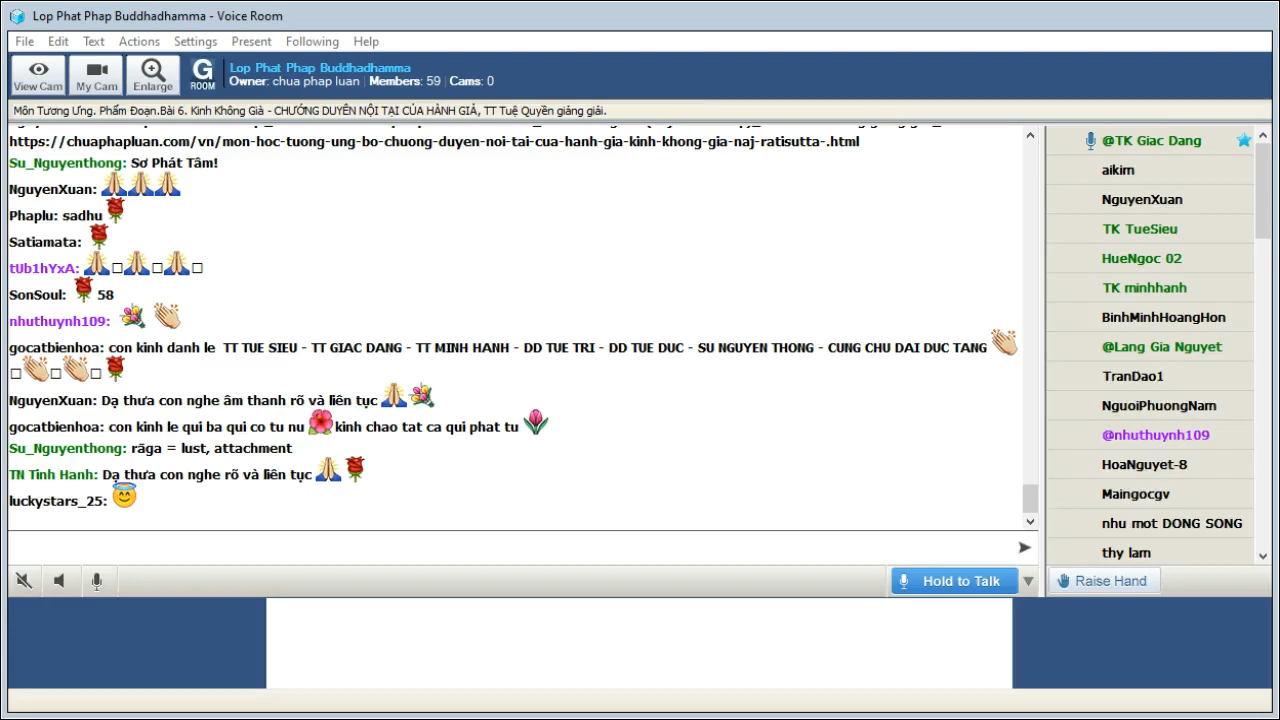 Lop Phat Phap Buddhadhamma - Voice Room
File Edit Text Actions Settings Present Following Help
View Cam My Cam Enlarge G ROOM
Lop Phat Phap Buddhadhamma
Owner: chua phap luan Members: 59 Cams: 0
Môn Tương Ưng. Phẩm Đoạn.Bài 6. Kinh Không Già - CHƯỚNG DUYÊN NỘI TẠI CỦA HÀNH GIẢ, TT Tuệ Quyền giảng giải.
https://chuaphapluan.com/vn/mon-hoc-tuong-ung-bo-chuong-duyen-noi-tai-cua-hanh-gia-kinh-khong-gia-naj-ratisutta-.html
Su_Nguyenthong: Sơ Phát Tâm!
NguyenXuan:
Phaplu: sadhu
Satiamata:
tUb1hYxA:
SonSoul: 58
nhuthuynh109:
gocatbienhoa: con kinh danh le TT TUE SIEU - TT GIAC DANG - TT MINH HANH - DD TUE TRI - DD TUE DUC - SU NGUYEN THONG - CUNG CHU DAI DUC TANG
NguyenXuan: Dạ thưa con nghe âm thanh rõ và liên tục
gocatbienhoa: con kinh le qui ba qui co tu nu kinh chao tat ca qui phat tu
Su_Nguyenthong: rāga = lust, attachment
TN Tinh Hanh: Dạ thưa con nghe rõ và liên tục
luckystars_25:
@TK Giac Dang
aikim
NguyenXuan
TK TueSieu
HueNgoc 02
TK minhhanh
BinhMinhHoangHon
@Lang Gia Nguyet
TranDao1
NguoiPhuongNam
@nhuthuynh109
HoaNguyet-8
Maingocgv
nhu mot DONG SONG
thy lam
Hold to Talk
Raise Hand